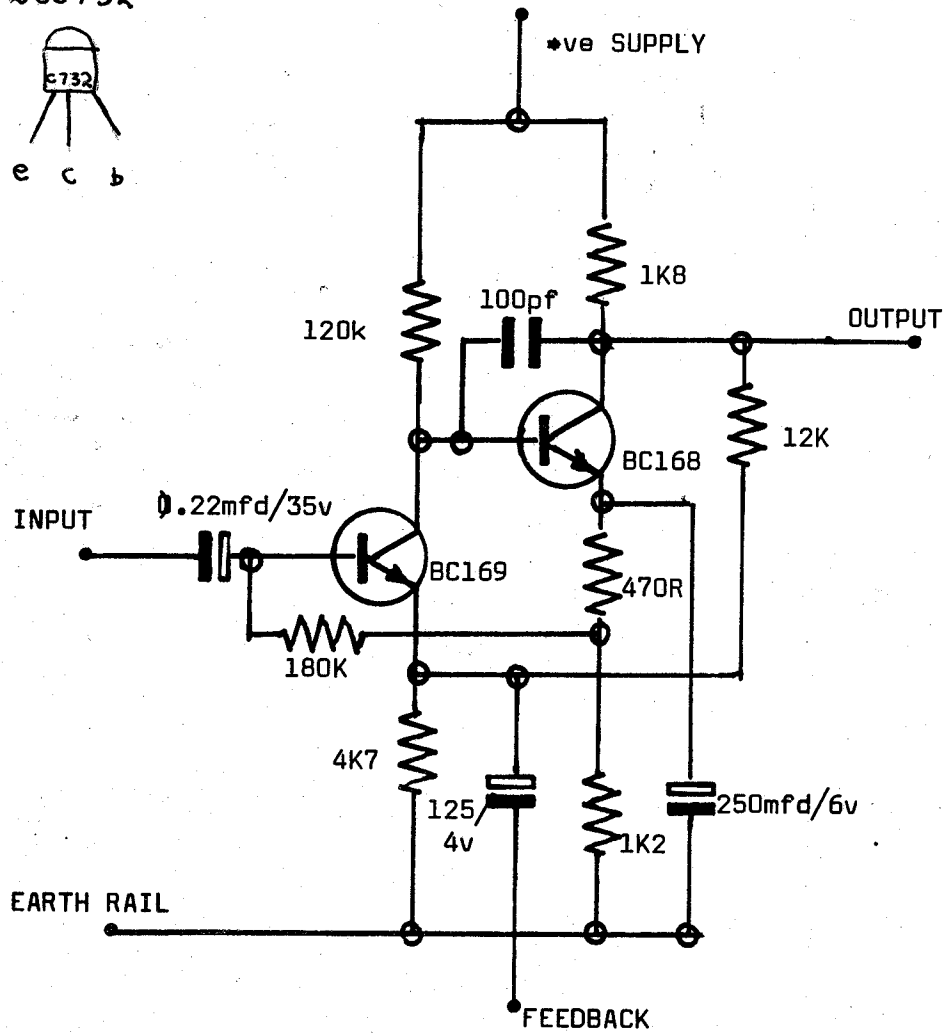 c732
e c b
+ve SUPPLY
1K8
100pf
120k
OUTPUT
12K
BC168
0.22mfd/35v
INPUT
BC169
470R
180K
4K7
125/
4v
250mfd/6v
1K2
EARTH RAIL
FEEDBACK